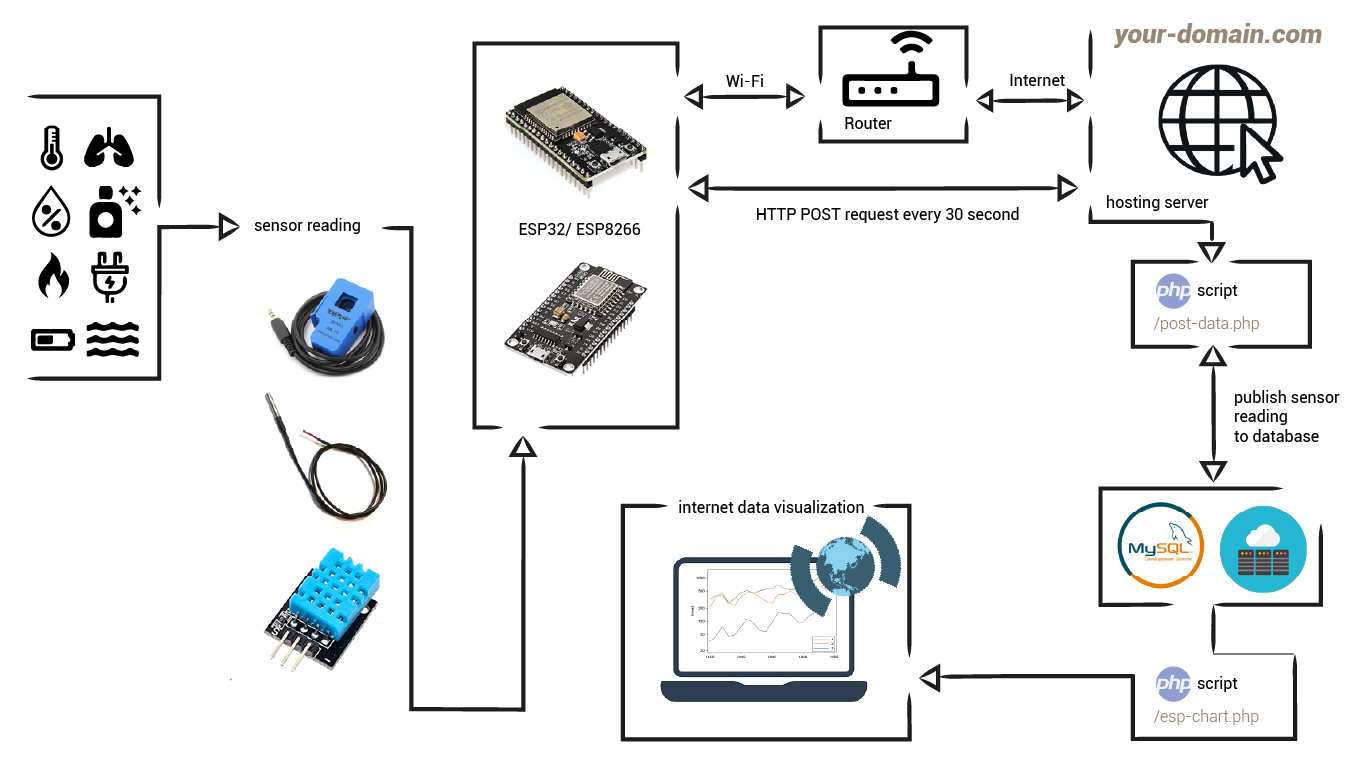 your-domain.com
Wi-Fi
Internet
Router
HTTP POST request every 30 second
hosting server
sensor reading
ESP32/ ESP8266
php script
/post-data.php
publish sensor
reading
to database
MySQL
internet data visualization
php script
/esp-chart.php